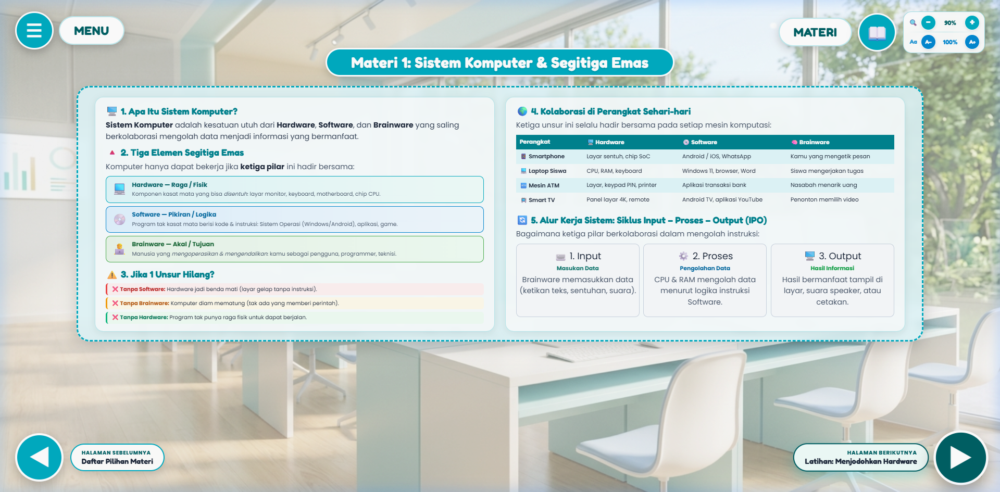 MENU
MATERI
90%
Aa
A-
100%
A+
Materi 1: Sistem Komputer & Segitiga Emas
1. Apa Itu Sistem Komputer?
Sistem Komputer adalah kesatuan utuh dari Hardware, Software, dan Brainware yang saling
berkolaborasi mengolah data menjadi informasi yang bermanfaat.
2. Tiga Elemen Segitiga Emas
Komputer hanya dapat bekerja jika ketiga pilar ini hadir bersama:
Hardware — Raga / Fisik
Komponen kasat mata yang bisa disentuh: layar monitor, keyboard, motherboard, chip CPU.
Software — Pikiran / Logika
Program tak kasat mata berisi kode & instruksi: Sistem Operasi (Windows/Android), aplikasi, game.
Brainware — Akal / Tujuan
Manusia yang mengoperasikan & mengendalikan: kamu sebagai pengguna, programmer, teknisi.
3. Jika 1 Unsur Hilang?
Tanpa Software: Hardware jadi benda mati (layar gelap tanpa instruksi).
Tanpa Brainware: Komputer diam mematung (tak ada yang memberi perintah).
Tanpa Hardware: Program tak punya raga fisik untuk dapat berjalan.
4. Kolaborasi di Perangkat Sehari-hari
Ketiga unsur ini selalu hadir bersama pada setiap mesin komputasi:
Perangkat Hardware Software Brainware
Smartphone Layar sentuh, chip SoC Android / iOS, WhatsApp Kamu yang mengetik pesan
Laptop Siswa CPU, RAM, keyboard Windows 11, browser, Word Siswa mengerjakan tugas
Mesin ATM Layar, keypad PIN, printer Aplikasi transaksi bank Nasabah menarik uang
Smart TV Panel layar 4K, remote Android TV, aplikasi YouTube Penonton memilih video
5. Alur Kerja Sistem: Siklus Input – Proses – Output (IPO)
Bagaimana ketiga pilar berkolaborasi dalam mengolah instruksi:
1. Input
Masukan Data
Brainware memasukkan data
(ketikan teks, sentuhan, suara).
2. Proses
Pengolahan Data
CPU & RAM mengolah data
menurut logika instruksi
Software.
3. Output
Hasil Informasi
Hasil bermanfaat tampil di
layar, suara speaker, atau
cetakan.
HALAMAN SEBELUMNYA
Daftar Pilihan Materi
HALAMAN BERIKUTNYA
Latihan: Menjodohkan Hardware